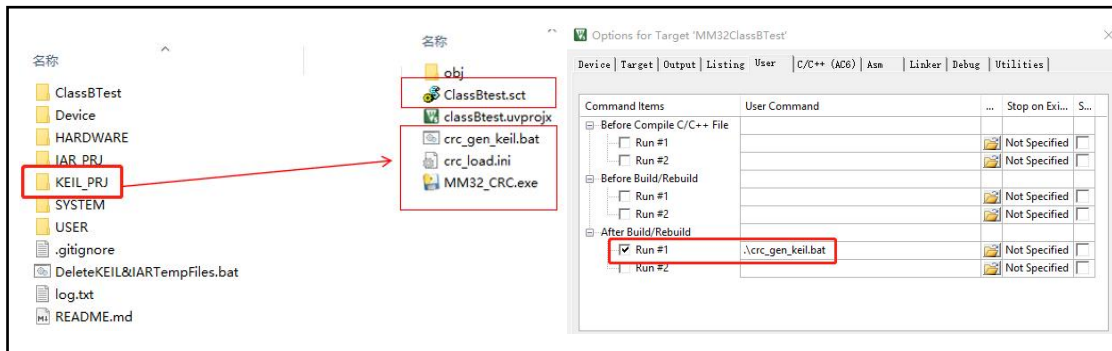 名称
ClassBTest
Device
HARDWARE
IAR_PRJ
KEIL_PRJ
SYSTEM
USER
.gitignore
DeleteKEIL&IARTempFiles.bat
log.txt
README.md
名称
obj
ClassBtest.sct
classBtest.uvprojx
crc_gen_keil.bat
crc_load.ini
MM32_CRC.exe
Options for Target 'MM32ClassBTest'
Device | Target | Output | Listing User | C/C++ (AC6) | Asm | Linker | Debug | Utilities |
Command Items User Command ... Stop on Exi... S...
Before Compile C/C++ File
Run #1 Not Specified
Run #2 Not Specified
Before Build/Rebuild
Run #1 Not Specified
Run #2 Not Specified
After Build/Rebuild
Run #1 .\crc_gen_keil.bat Not Specified
Run #2 Not Specified